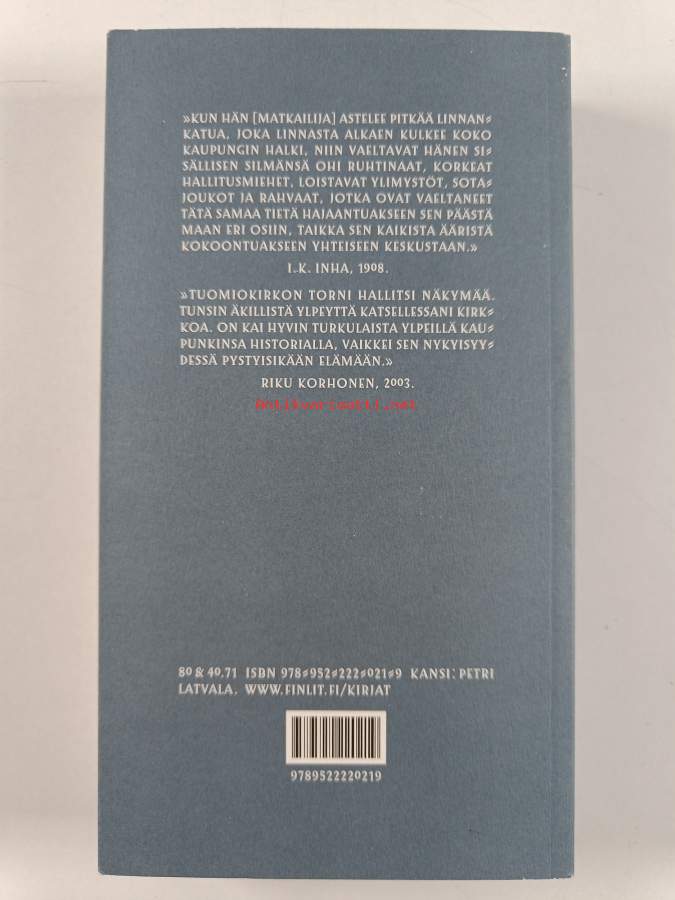 »KUN HÄN [MATKAILIJA] ASTELEE PITKÄÄ LINNAN-
KATUA, JOKA LINNASTA ALKAEN KULKEE KOKO
KAUPUNGIN HALKI, NIIN VAELTAVAT HÄNEN SI-
SÄLLISEN SILMÄNSÄ OHI RUHTINAAT, KORKEAT
HALLITUSMIEHET, LOISTAVAT YLIMYSTÖT, SOTA-
JOUKOT JA RAHVAAT, JOTKA OVAT VAELTANEET
TÄTÄ SAMAA TIETÄ HAJAANTUAKSEEN SEN PÄÄSTÄ
MAAN ERI OSIIN, TAIKKA SEN KAIKISTA ÄÄRISTÄ
KOKOONTUAKSEEN YHTEISEEN KESKUSTAAN.»
I.K. INHA, 1908.
»TUOMIOKIRKON TORNI HALLITSI NÄKYMÄÄ.
TUNSIN ÄKILLISTÄ YLPEYTTÄ KATSELLESSANI KIRK-
KOA. ON KAI HYVIN TURKULAISTA YLPEILLÄ KAU-
PUNKINSA HISTORIALLA, VAIKKEI SEN NYKYISYY-
DESSÄ PYSTYISIKÄÄN ELÄMÄÄN.»
RIKU KORHONEN, 2003.
Antikvariaatti.net
80 & 40.71 ISBN 978-952-222-021-9 KANSI: PETRI
LATVALA. WWW.FINLIT.FI/KIRJAT
9789522220219